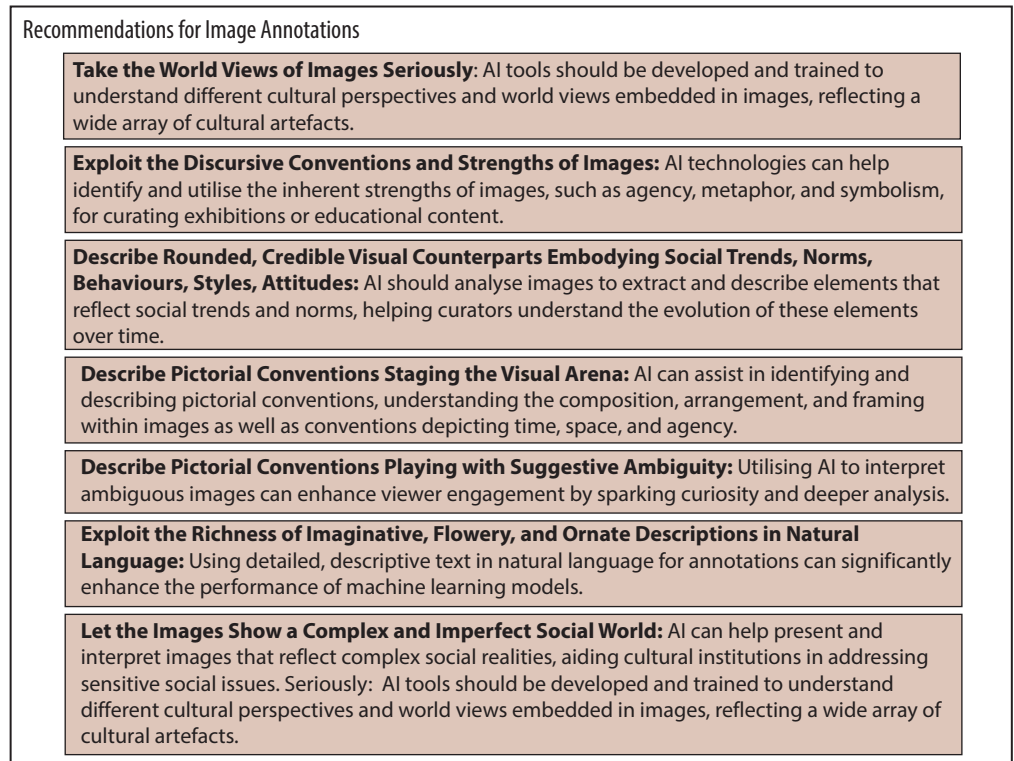 Recommendations for Image Annotations
Take the World Views of Images Seriously: AI tools should be developed and trained to
understand different cultural perspectives and world views embedded in images, reflecting a
wide array of cultural artefacts.
Exploit the Discursive Conventions and Strengths of Images: AI technologies can help
identify and utilise the inherent strengths of images, such as agency, metaphor, and symbolism,
for curating exhibitions or educational content.
Describe Rounded, Credible Visual Counterparts Embodying Social Trends, Norms,
Behaviours, Styles, Attitudes: AI should analyse images to extract and describe elements that
reflect social trends and norms, helping curators understand the evolution of these elements
over time.
Describe Pictorial Conventions Staging the Visual Arena: AI can assist in identifying and
describing pictorial conventions, understanding the composition, arrangement, and framing
within images as well as conventions depicting time, space, and agency.
Describe Pictorial Conventions Playing with Suggestive Ambiguity: Utilising AI to interpret
ambiguous images can enhance viewer engagement by sparking curiosity and deeper analysis.
Exploit the Richness of Imaginative, Flowery, and Ornate Descriptions in Natural
Language: Using detailed, descriptive text in natural language for annotations can significantly
enhance the performance of machine learning models.
Let the Images Show a Complex and Imperfect Social World: AI can help present and
interpret images that reflect complex social realities, aiding cultural institutions in addressing
sensitive social issues. Seriously: AI tools should be developed and trained to understand
different cultural perspectives and world views embedded in images, reflecting a wide array of
cultural artefacts.